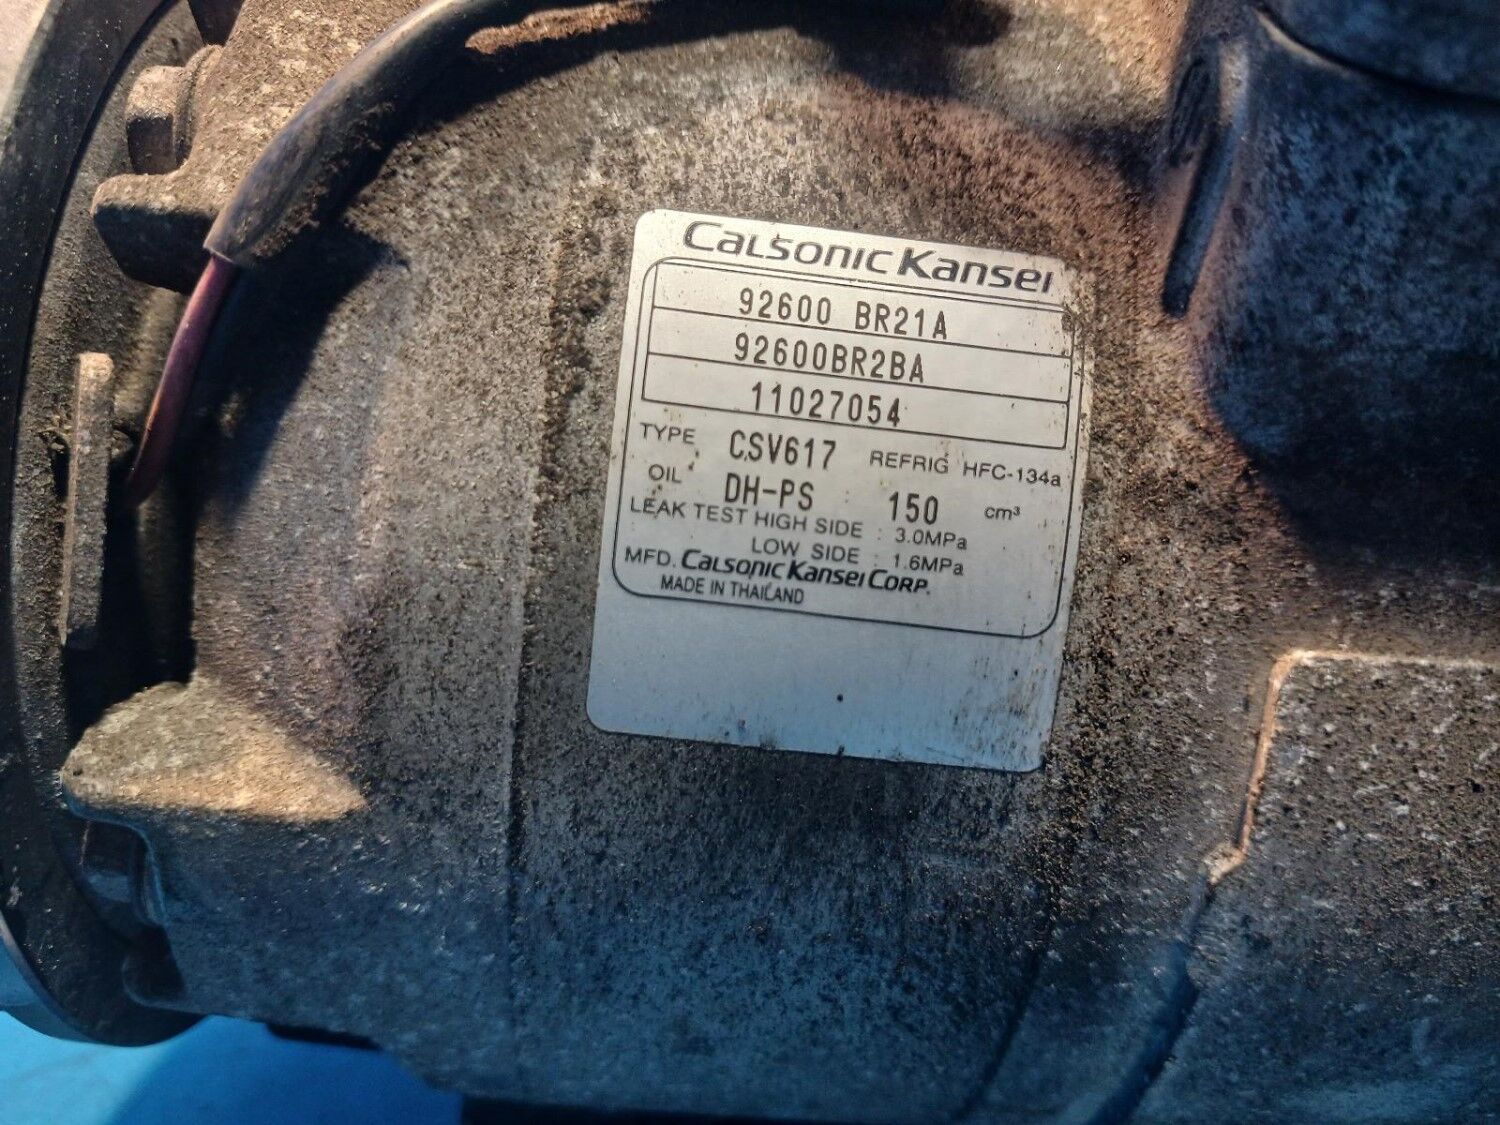 Calsonic Kansei
92600 BR21A
92600BR2BA
11027054
TYPE CSV617 REFRIG HFC-134a
OIL DH-PS : 150 cm³
LEAK TEST HIGH SIDE : 3.0MPa
LOW SIDE : 1.6MPa
MFD. Calsonic Kansei Corp.
MADE IN THAILAND